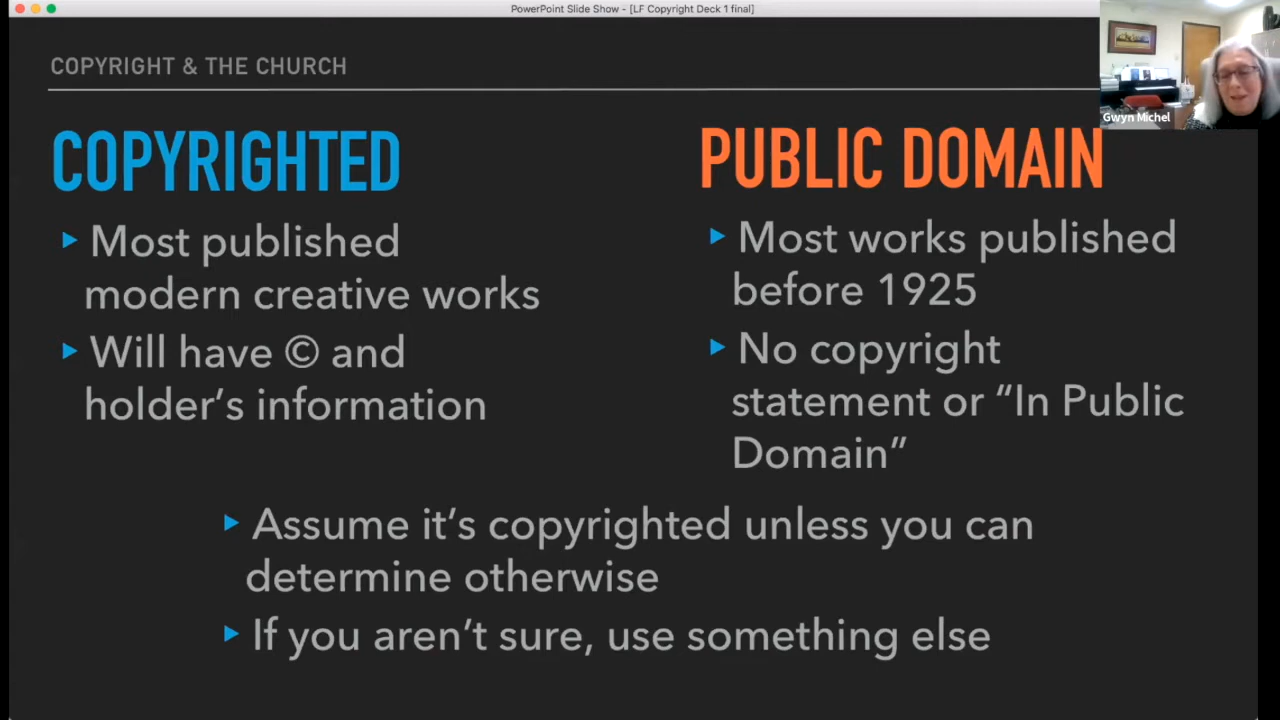 PowerPoint Slide Show - [LF Copyright Deck 1 final]
COPYRIGHT & THE CHURCH
Gwyn Michel
COPYRIGHTED
▸ Most published
modern creative works
▸ Will have © and
holder’s information
PUBLIC DOMAIN
▸ Most works published
before 1925
▸ No copyright
statement or “In Public
Domain”
▸ Assume it’s copyrighted unless you can
determine otherwise
▸ If you aren’t sure, use something else